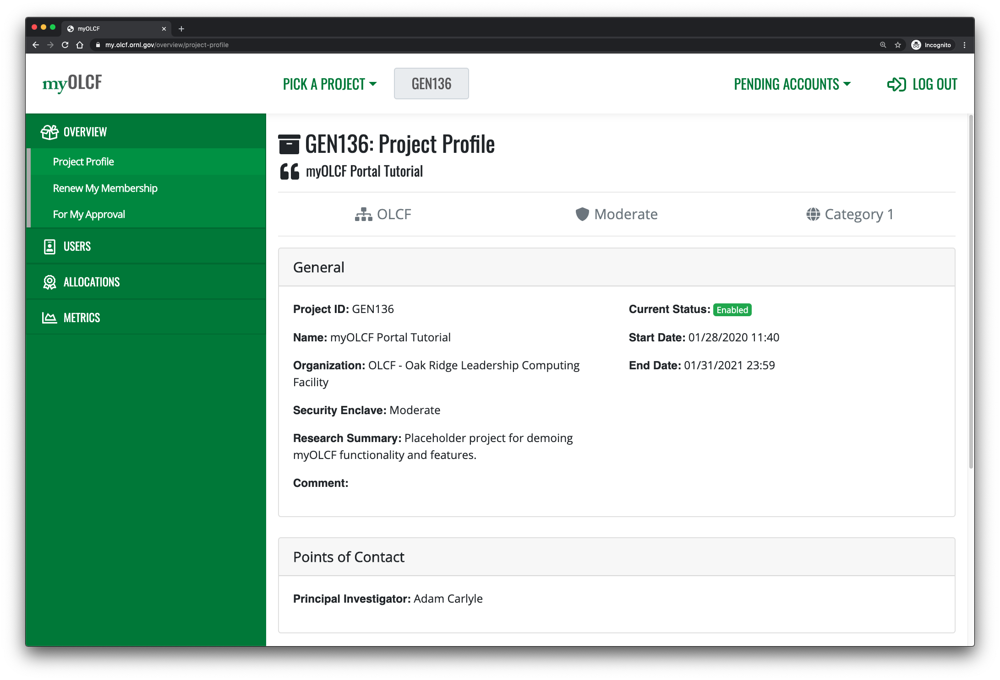 myOLCF
my.olcf.ornl.gov/overview/project-profile
Incognito
myOLCF
PICK A PROJECT
GEN136
PENDING ACCOUNTS
LOG OUT
OVERVIEW
Project Profile
Renew My Membership
For My Approval
USERS
ALLOCATIONS
METRICS
GEN136: Project Profile
myOLCF Portal Tutorial
OLCF
Moderate
Category 1
General
Project ID: GEN136
Name: myOLCF Portal Tutorial
Organization: OLCF - Oak Ridge Leadership Computing
Facility
Security Enclave: Moderate
Research Summary: Placeholder project for demoing
myOLCF functionality and features.
Comment:
Current Status: Enabled
Start Date: 01/28/2020 11:40
End Date: 01/31/2021 23:59
Points of Contact
Principal Investigator: Adam Carlyle